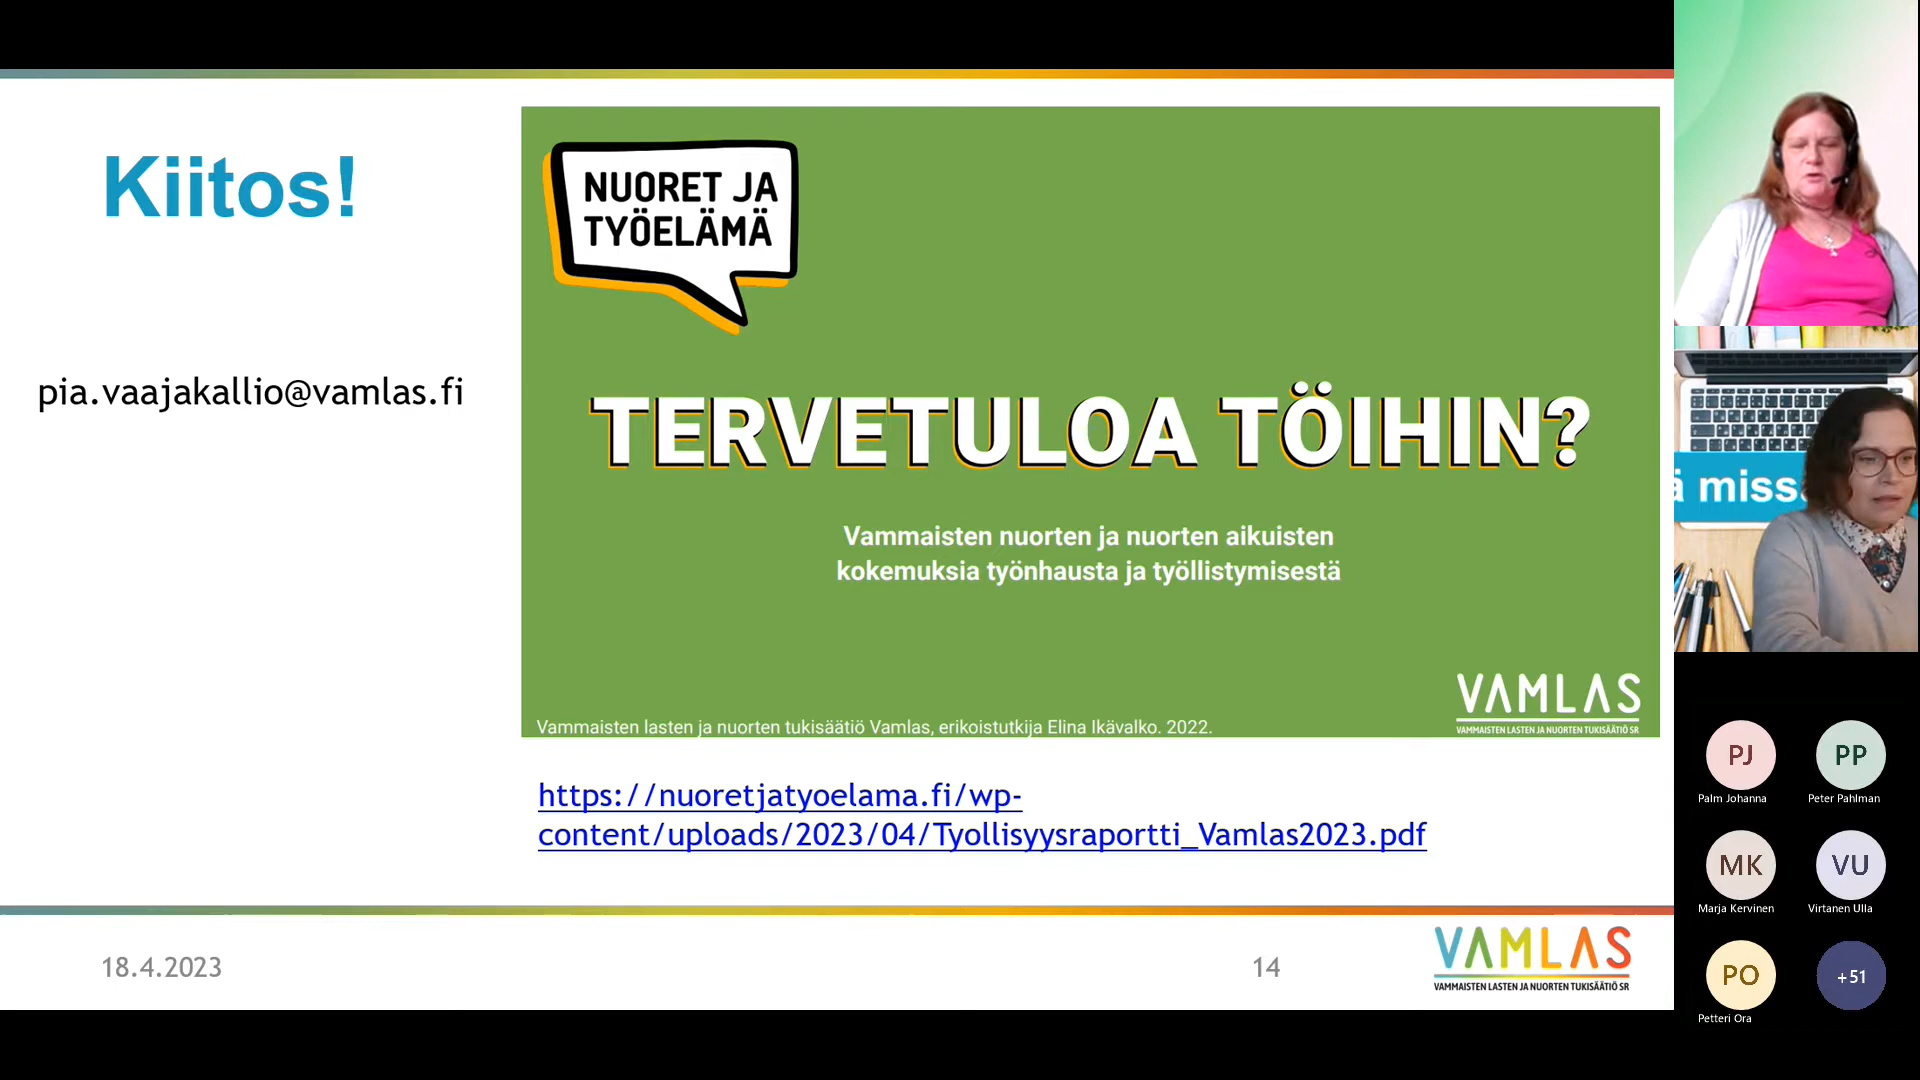 Kiitos!
pia.vaajakallio@vamlas.fi
NUORET JA
TYÖELÄMÄ
TERVETULOA TÖIHIN?
Vammaisten nuorten ja nuorten aikuisten
kokemuksia työnhausta ja työllistymisestä
VAMLAS
VAMMAISTEN LASTEN JA NUORTEN TUKISÄÄTIÖ SR
Vammaisten lasten ja nuorten tukisäätiö Vamlas, erikoistutkija Elina Ikävalko. 2022.
https://nuoretjatyoelama.fi/wp-
content/uploads/2023/04/Tyollisyysraportti_Vamlas2023.pdf
18.4.2023
14
VAMLAS
VAMMAISTEN LASTEN JA NUORTEN TUKISÄÄTIÖ SR
ä miss
PJ
Palm Johanna
PP
Peter Pahlman
MK
Marja Kervinen
VU
Virtanen Ulla
PO
Petteri Ora
+51